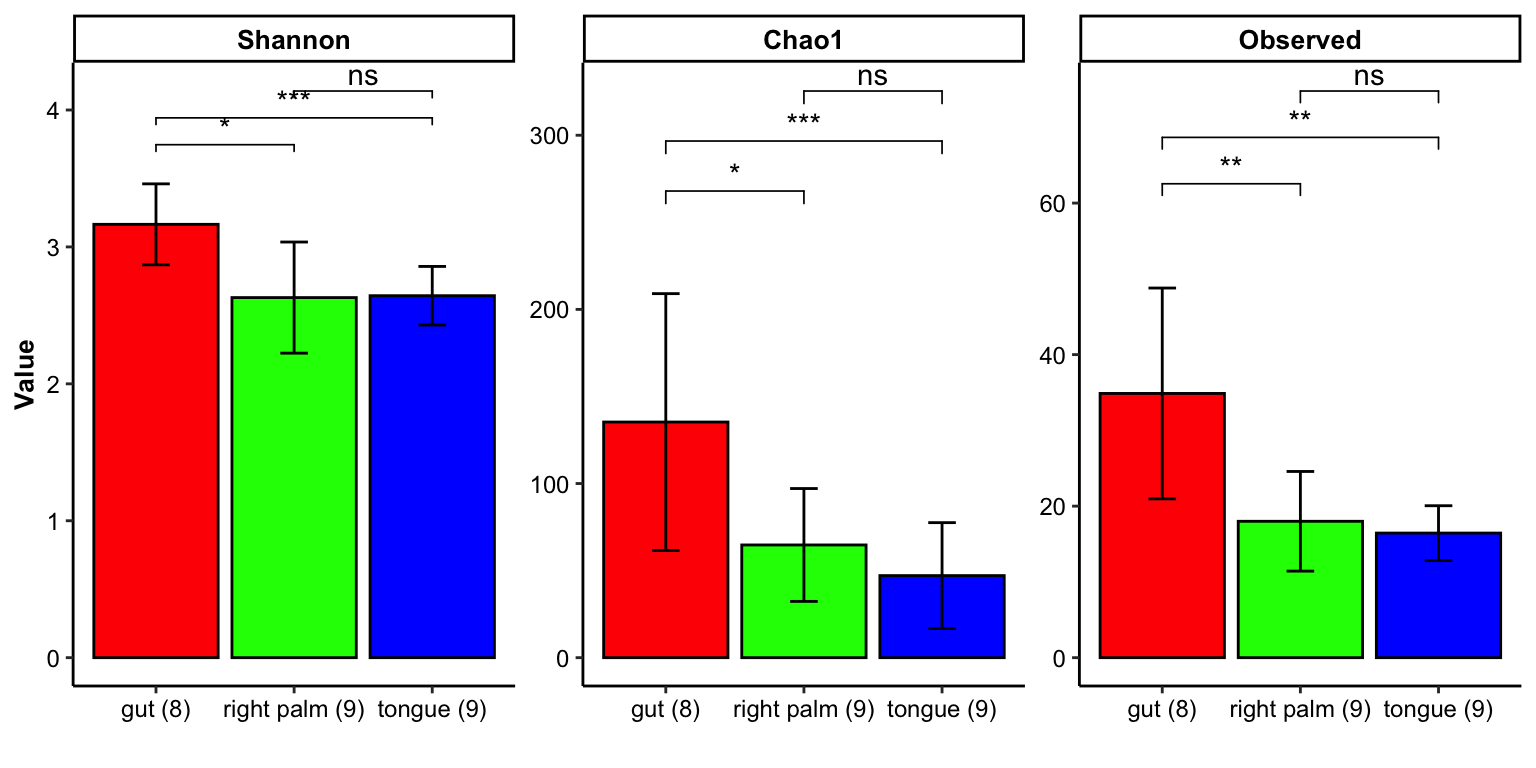 Shannon
Chao1
Observed
Value
4
3
2
1
0
ns
***
*
gut (8)
right palm (9)
tongue (9)
300
200
100
0
ns
***
*
gut (8)
right palm (9)
tongue (9)
60
40
20
0
ns
**
**
gut (8)
right palm (9)
tongue (9)